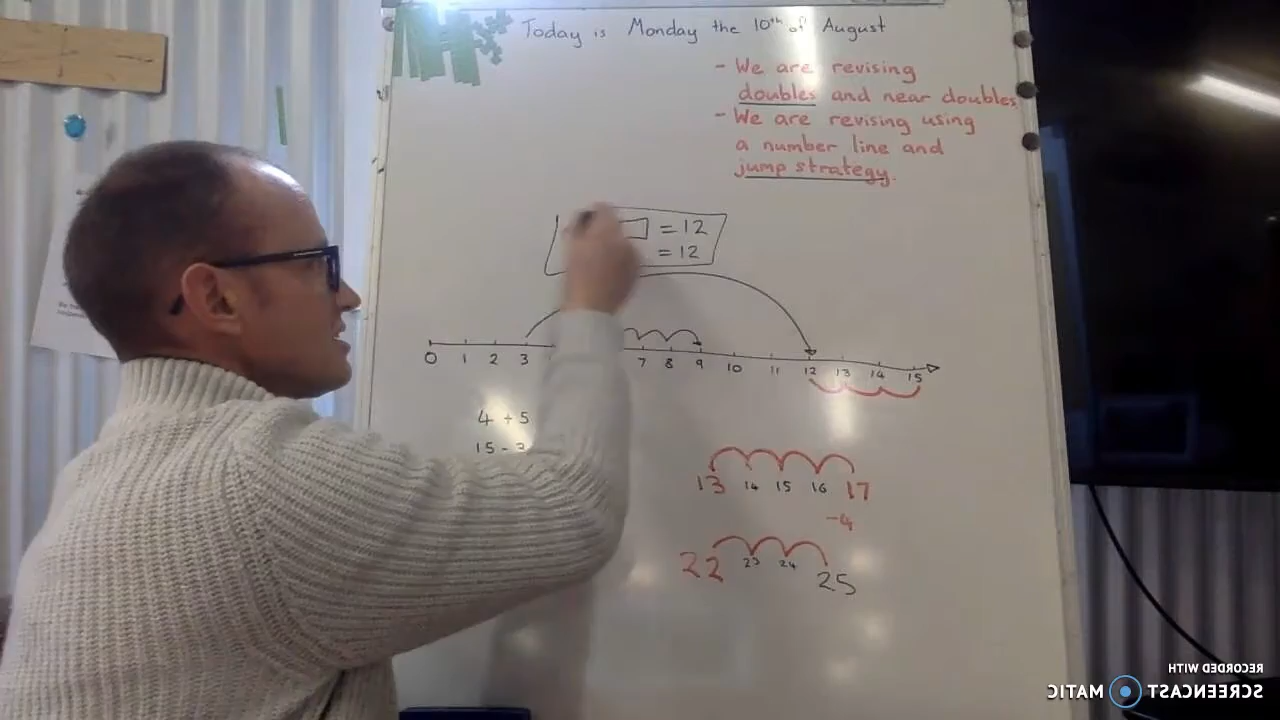 Today is Monday the 10th of August
- We are revising
doubles and near doubles
- We are revising using
a number line and
jump strategy.
= 12
= 12
0 1 2 3 7 8 9 10 11 12 13 14 15
4 + 5
15 - 3
13 14 15 16 17
-4
22 23 24 25
RECORDED WITH
SCREENCAST MATIC